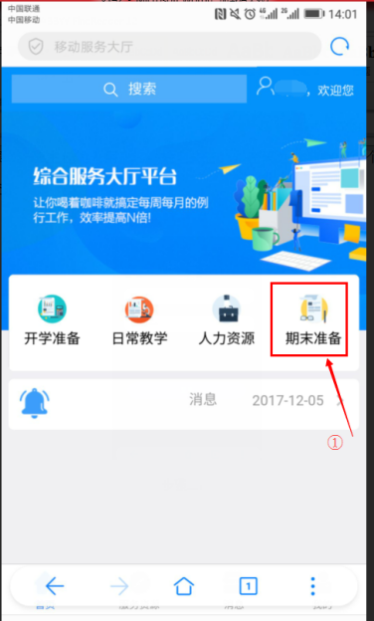 中国联通
中国移动
14:01
移动服务大厅
搜索
，欢迎您
综合服务大厅平台
让你喝着咖啡就搞定每周每月的例
行工作，效率提高N倍!
开学准备 日常教学 人力资源 期末准备
消息 2017-12-05
①
1